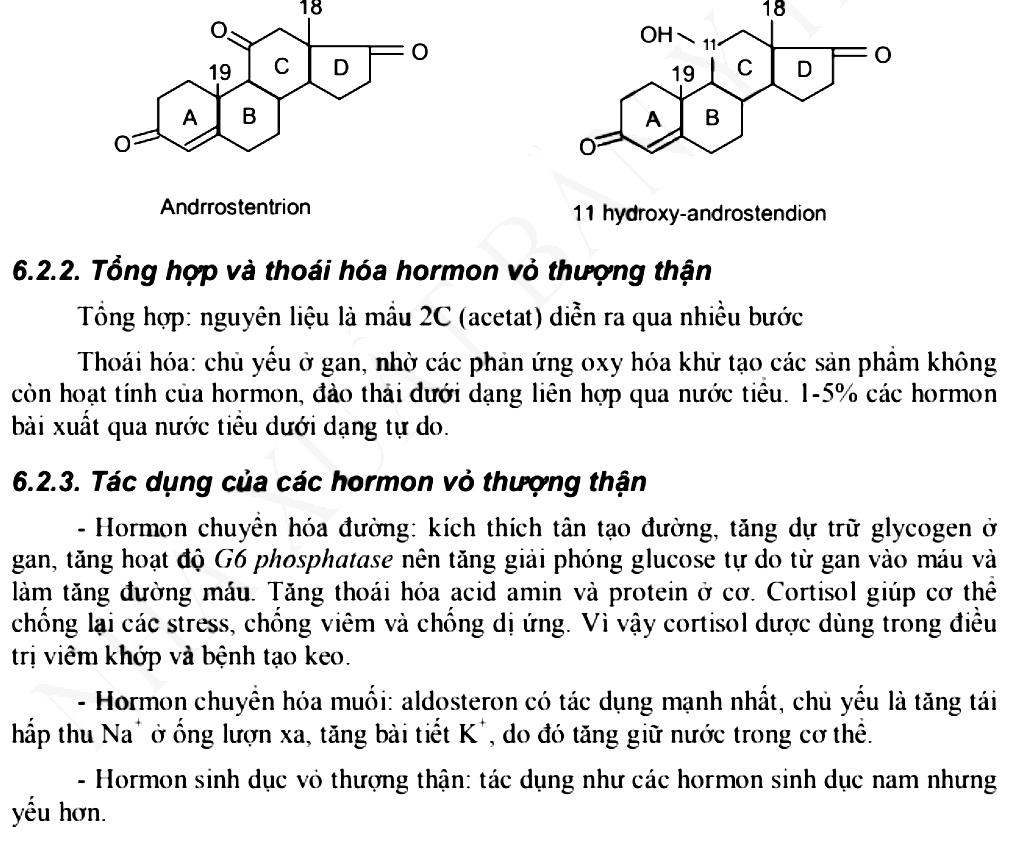 18
18
O
O
OH
11
O
19
C
D
19
C
D
A
B
A
B
O
O
Andrrostentrion
11 hydroxy-androstendion
6.2.2. Tổng hợp và thoái hóa hormon vỏ thượng thận
Tổng hợp: nguyên liệu là mẩu 2C (acetat) diễn ra qua nhiều bước
Thoái hóa: chủ yếu ở gan, nhờ các phản ứng oxy hóa khử tạo các sản phẩm không
còn hoạt tính của hormon, đào thải dưới dạng liên hợp qua nước tiểu. 1-5% các hormon
bài xuất qua nước tiểu dưới dạng tự do.
6.2.3. Tác dụng của các hormon vỏ thượng thận
- Hormon chuyển hóa đường: kích thích tân tạo đường, tăng dự trữ glycogen ở
gan, tăng hoạt độ G6 phosphatase nên tăng giải phóng glucose tự do từ gan vào máu và
làm tăng đường máu. Tăng thoái hóa acid amin và protein ở cơ. Cortisol giúp cơ thể
chống lại các stress, chống viêm và chống dị ứng. Vì vậy cortisol dược dùng trong điều
trị viêm khớp và bệnh tạo keo.
- Hormon chuyển hóa muối: aldosteron có tác dụng mạnh nhất, chủ yếu là tăng tái
hấp thu Na⁺ ở ống lượn xa, tăng bài tiết K⁺, do đó tăng giữ nước trong cơ thể.
- Hormon sinh dục vỏ thượng thận: tác dụng như các hormon sinh dục nam nhưng
yếu hơn.